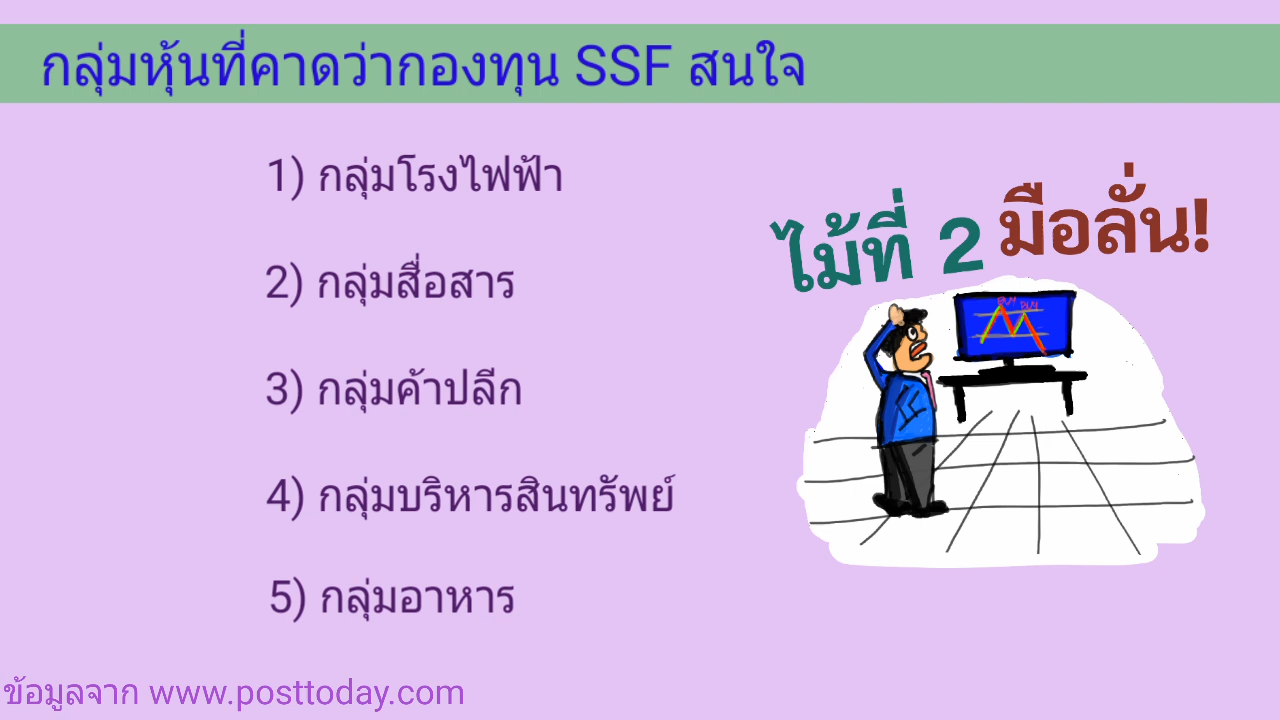 กลุ่มหุ้นที่คาดว่ากองทุน SSF สนใจ
1) กลุ่มโรงไฟฟ้า
2) กลุ่มสื่อสาร
3) กลุ่มค้าปลีก
4) กลุ่มบริหารสินทรัพย์
5) กลุ่มอาหาร
ไม้ที่ 2 มือลั่น!
ข้อมูลจาก www.posttoday.com